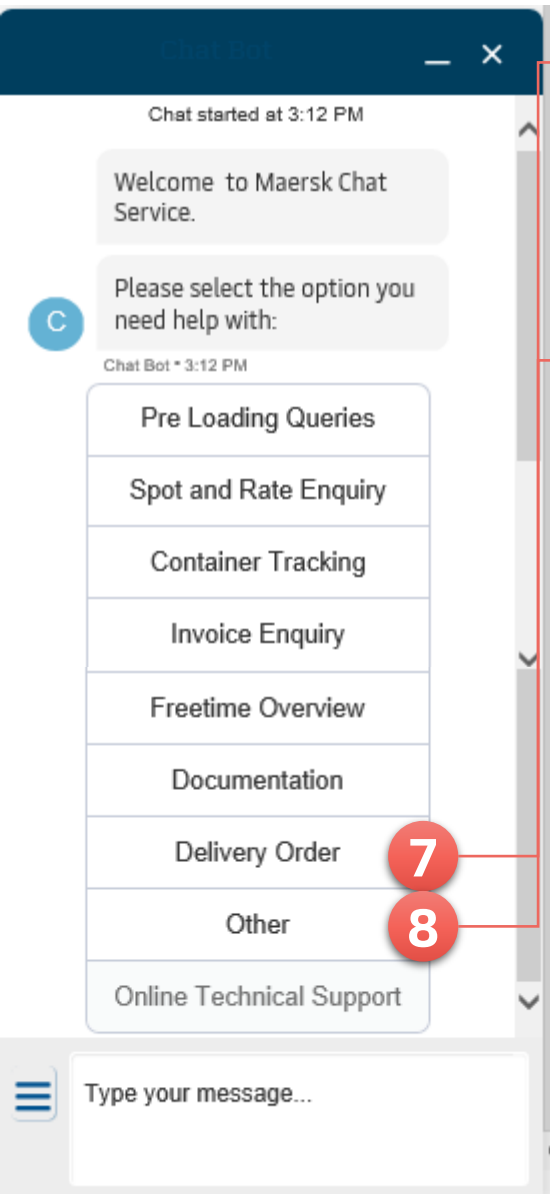 Chat Bot
Chat started at 3:12 PM
Welcome to Maersk Chat
Service.
Please select the option you
need help with:
C
Chat Bot • 3:12 PM
Pre Loading Queries
Spot and Rate Enquiry
Container Tracking
Invoice Enquiry
Freetime Overview
Documentation
Delivery Order
7
Other
8
Online Technical Support
Type your message...